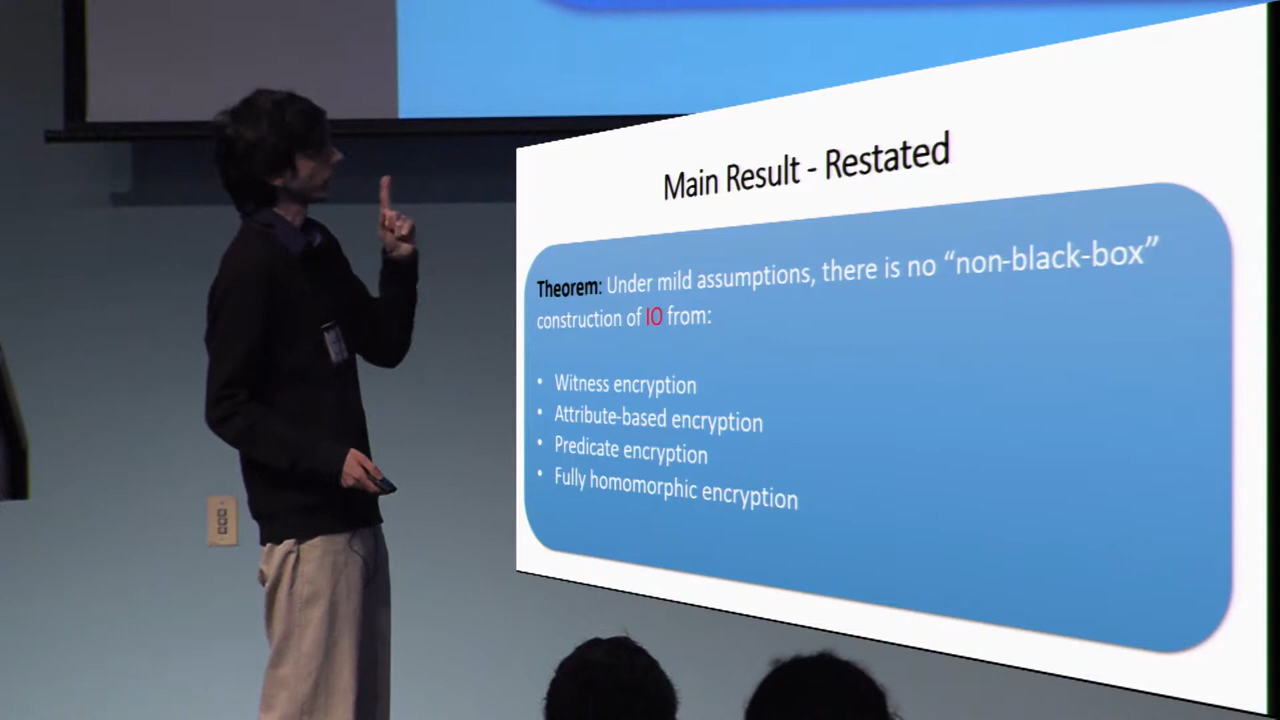 Main Result - Restated
Theorem: Under mild assumptions, there is no “non-black-box”
construction of IO from:
• Witness encryption
• Attribute-based encryption
• Predicate encryption
• Fully homomorphic encryption